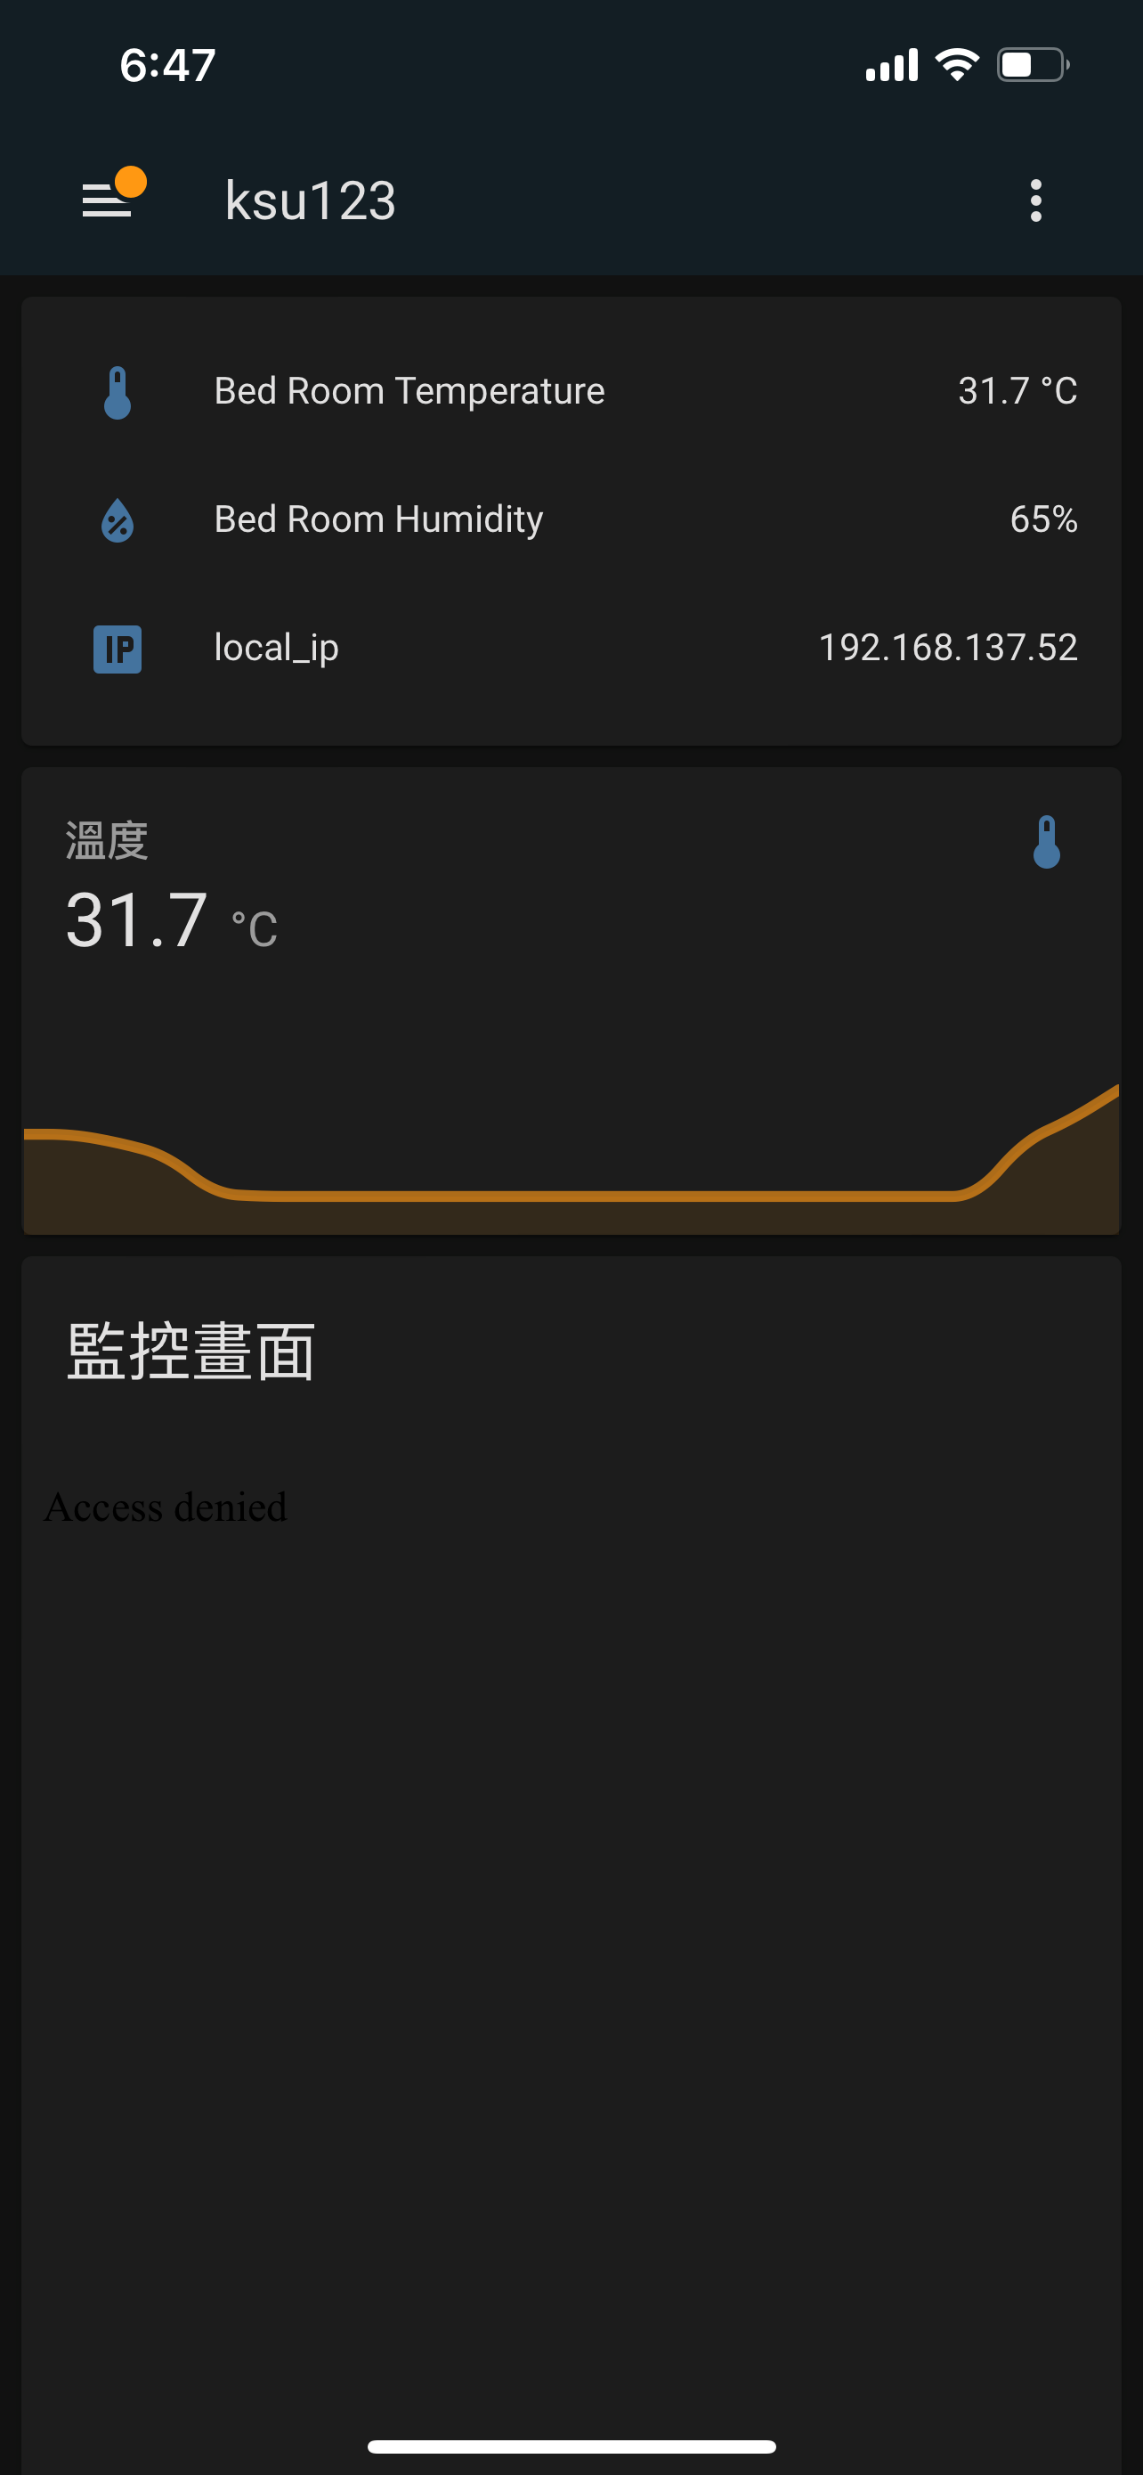 6:47
ksu123
Bed Room Temperature 31.7 °C
Bed Room Humidity 65%
IP local_ip 192.168.137.52
溫度
31.7 °C
監控畫面
Access denied